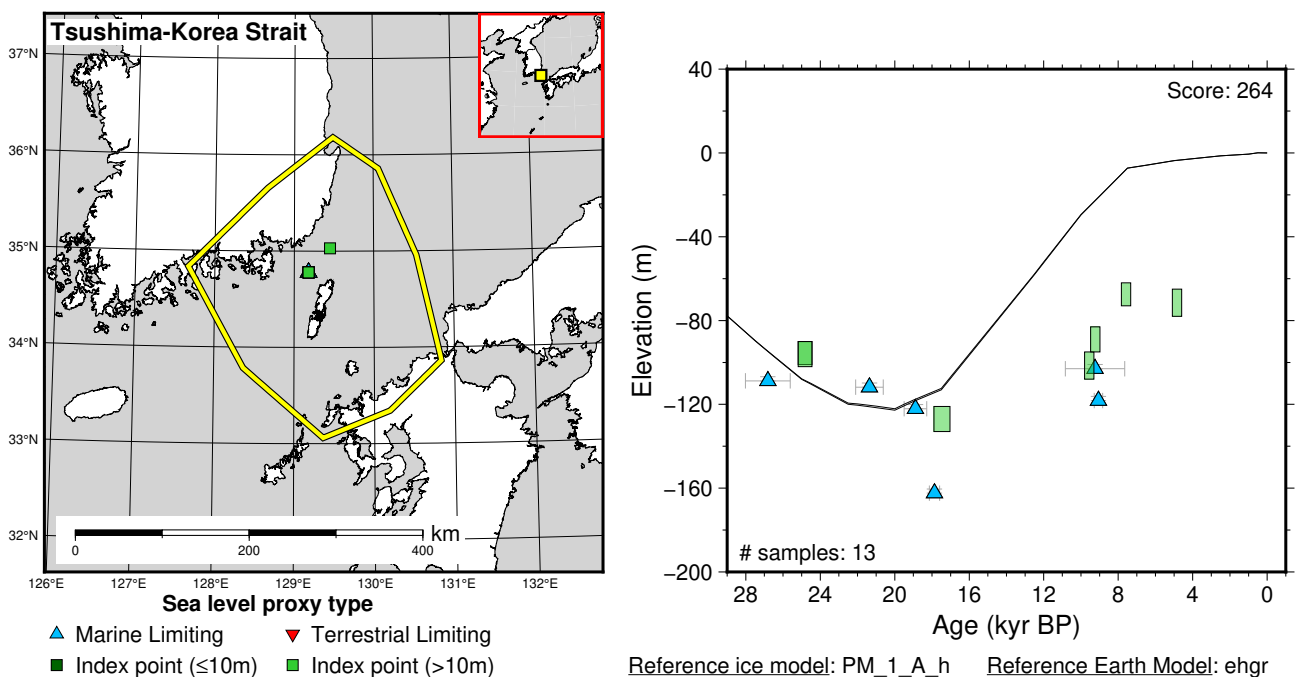 Tsushima-Korea Strait
37°N
36°N
35°N
34°N
33°N
32°N
126°E
127°E
128°E
129°E
130°E
131°E
132°E
km
0
200
400
Sea level proxy type
Marine Limiting
Terrestrial Limiting
Index point (≤10m)
Index point (>10m)
Score: 264
40
0
−40
−80
−120
−160
−200
Elevation (m)
# samples: 13
28
24
20
16
12
8
4
0
Age (kyr BP)
Reference ice model: PM_1_A_h
Reference Earth Model: ehgr